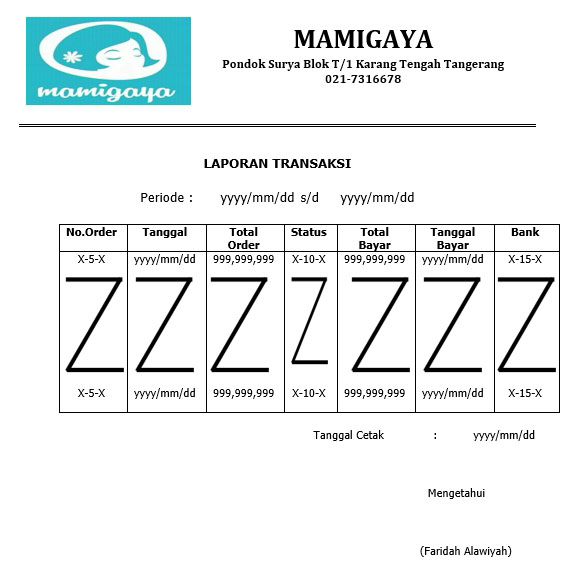 mamigaya
MAMIGAYA
Pondok Surya Blok T/1 Karang Tengah Tangerang
021-7316678
LAPORAN TRANSAKSI
Periode : yyyy/mm/dd s/d yyyy/mm/dd
No.Order Tanggal Total Order Status Total Bayar Tanggal Bayar Bank
X-5-X yyyy/mm/dd 999,999,999 X-10-X 999,999,999 yyyy/mm/dd X-15-X
Z Z Z Z Z Z Z
X-5-X yyyy/mm/dd 999,999,999 X-10-X 999,999,999 yyyy/mm/dd X-15-X
Tanggal Cetak : yyyy/mm/dd
Mengetahui
(Faridah Alawiyah)